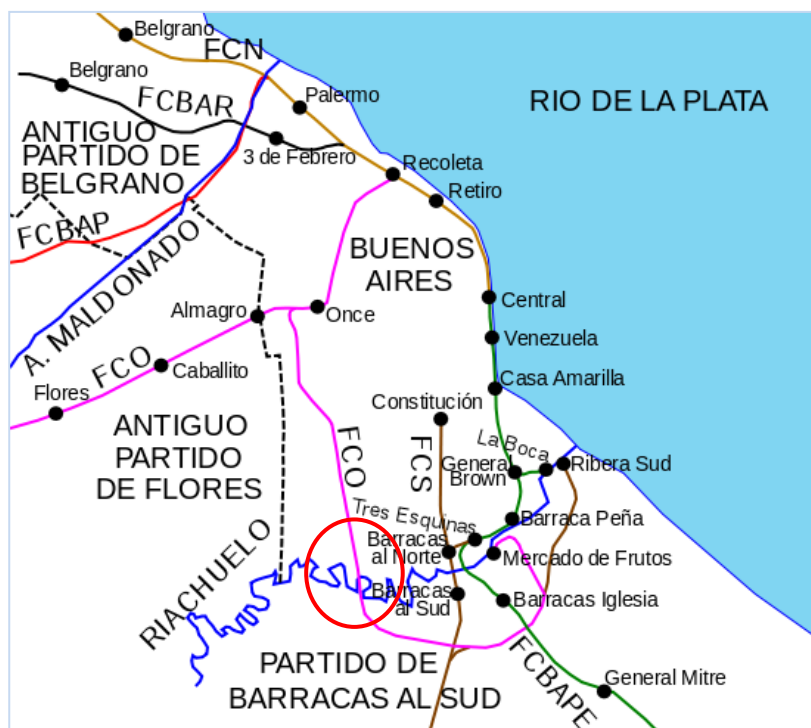 Belgrano
FCN
Belgrano
FCBAR
Palermo
RIO DE LA PLATA
ANTIGUO
PARTIDO DE
BELGRANO
3 de Febrero
Recoleta
Retiro
FCBAP
A. MALDONADO
BUENOS
AIRES
Almagro
Once
Central
Venezuela
FCO
Caballito
Casa Amarilla
Flores
Constitución
ANTIGUO
PARTIDO
DE FLORES
FCO
FCS
La Boca
General
Brown
Ribera Sud
Tres Esquinas
Barraca Peña
Barracas
al Norte
Mercado de Frutos
RIACHUELO
Barracas
al Sud
Barracas Iglesia
PARTIDO DE
BARRACAS AL SUD
FCBAPE
General Mitre